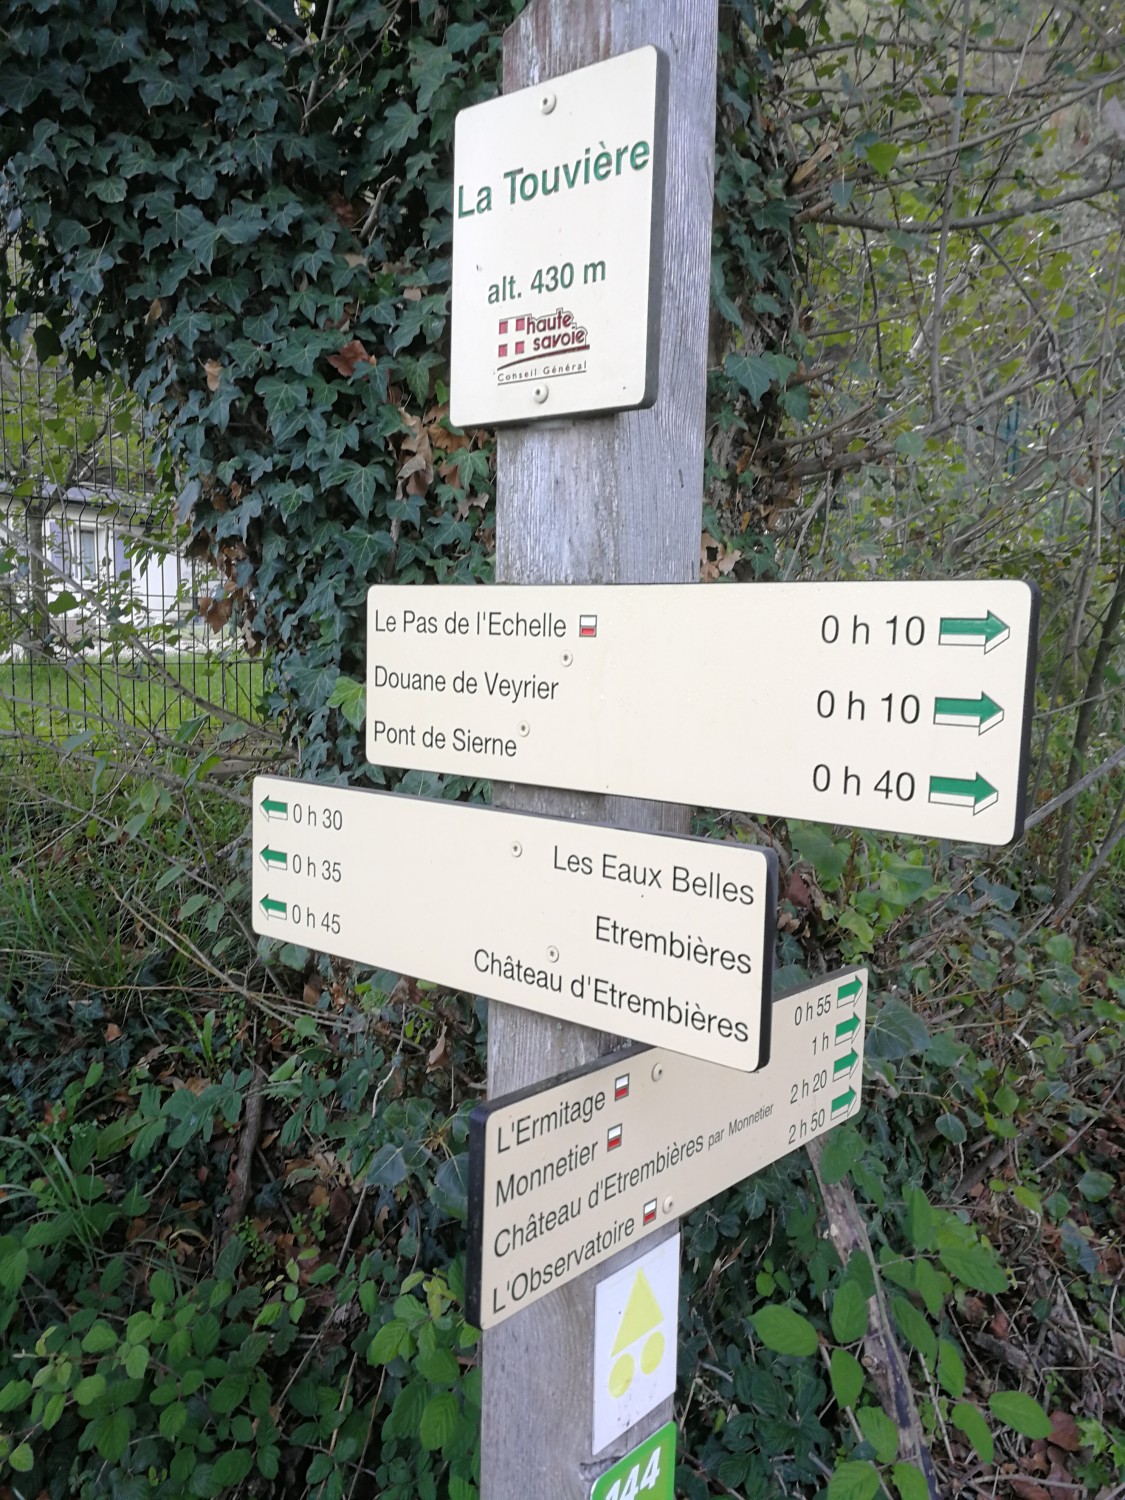 La Touvière
alt. 430 m
haute
savoie
Conseil Général
Le Pas de l'Echelle 0 h 10
Douane de Veyrier 0 h 10
Pont de Sierne 0 h 40
0 h 30 Les Eaux Belles
0 h 35 Etrembières
0 h 45 Château d'Etrembières
L'Ermitage 0 h 55
Monnetier 1 h
Château d'Etrembières par Monnetier 2 h 20
L'Observatoire 2 h 50